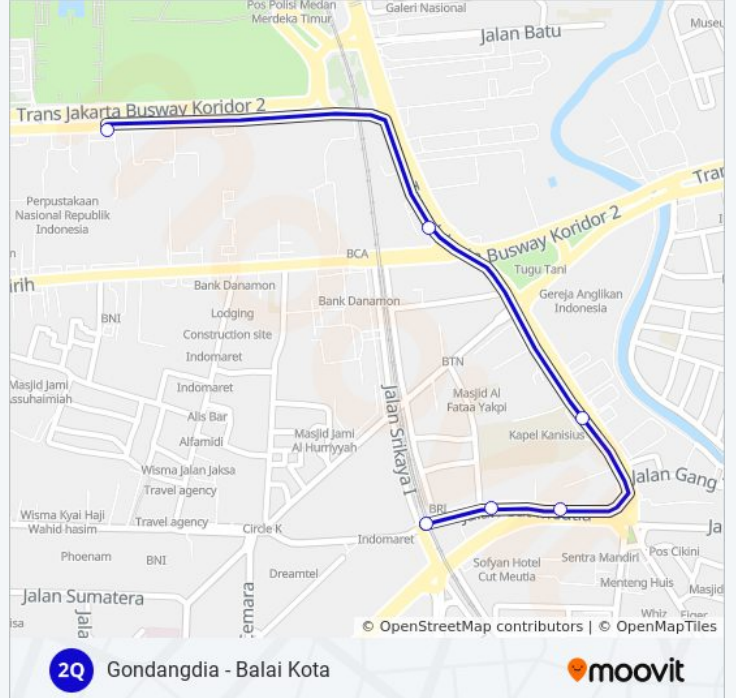 Pos Polisi Medan
Merdeka Timur
Galeri Nasional
Jalan Batu
Trans Jakarta Busway Koridor 2
Perpustakaan
Nasional Republik
Indonesia
BCA
Busway Koridor 2
Tugu Tani
Gereja Anglikan
Indonesia
Bank Danamon
Bank Danamon
BNI
Lodging
Construction site
Indomaret
BTN
Masjid Jami
Indomaret
Masjid Al
Fataa Yakpi
Jalan Srikaya I
Alis Bar
Alfamidi
Masjid Jami
Al Hurriyyah
Kapel Kanisius
Wisma Jalan Jaksa
Travel agency
Jalan Gang
Wisma Kyai Haji
Wahid hasim
Travel agency
Circle K
BRI
Indomaret
Phoenam
BNI
Dreamtel
Sofyan Hotel
Cut Meutia
Sentra Mandiri
Pos Cikini
Menteng Huis
Masjid
Jalan Sumatera
© OpenStreetMap contributors | © OpenMapTiles
2Q Gondangdia - Balai Kota
moovit